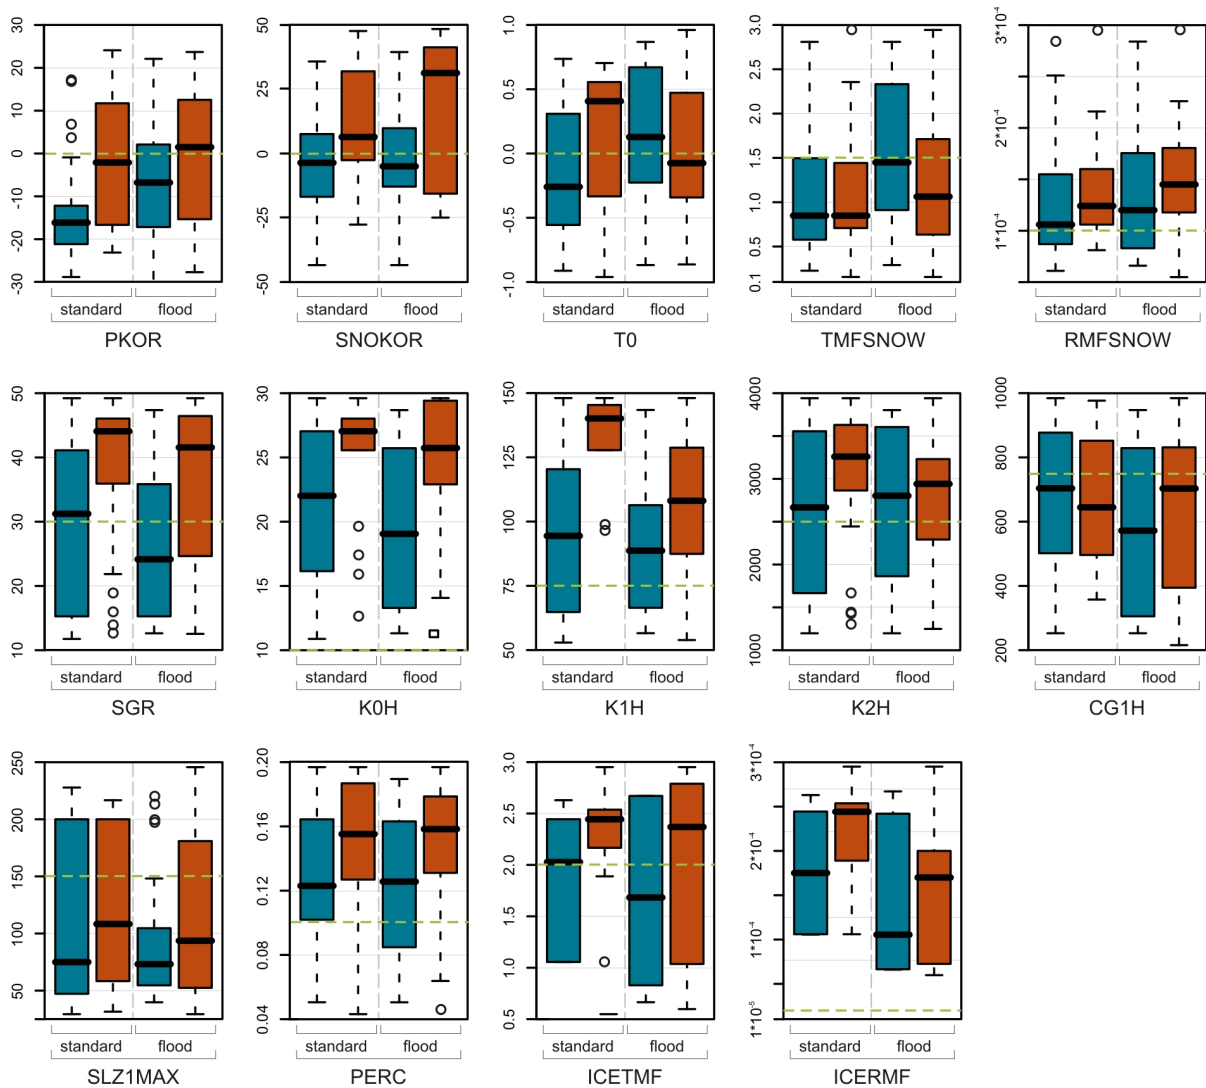 30 20 10 0 -10 -20 -30
standard flood
PKOR
50 25 0 -25 -50
standard flood
SNOKOR
1.0 0.5 0.0 -0.5 -1.0
standard flood
T0
3.0 2.5 2.0 1.5 1.0 0.5 0.1
standard flood
TMFSNOW
3*10⁻⁴ 2*10⁻⁴ 1*10⁻⁴
standard flood
RMFSNOW
50 40 30 20 10
standard flood
SGR
30 25 20 15 10
standard flood
K0H
150 125 100 75 50
standard flood
K1H
4000 3000 2000 1000
standard flood
K2H
1000 800 600 400 200
standard flood
CG1H
250 200 150 100 50
standard flood
SLZ1MAX
0.20 0.16 0.12 0.08 0.04
standard flood
PERC
3.0 2.5 2.0 1.5 1.0 0.5
standard flood
ICETMF
3*10⁻⁴ 2*10⁻⁴ 1*10⁻⁴ 1*10⁻⁵
standard flood
ICERMF